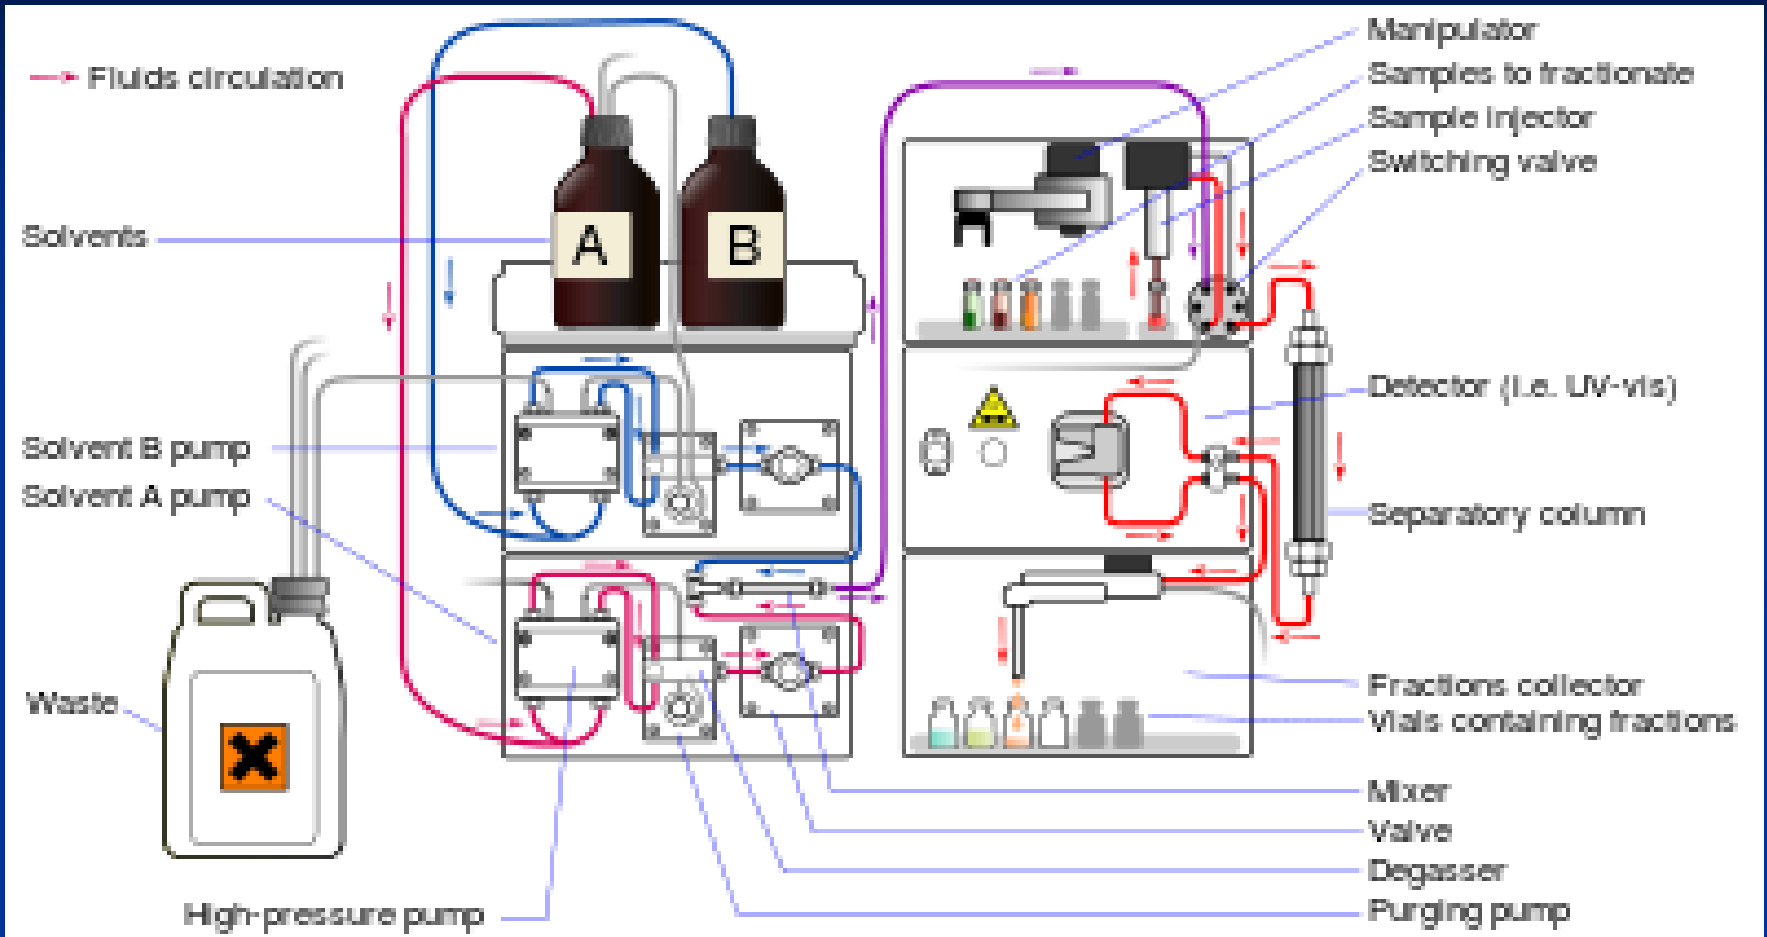 Fluids circulation
Solvents
Solvent B pump
Solvent A pump
Waste
High-pressure pump
A
B
Manipulator
Samples to fractionate
Sample injector
Switching valve
Detector (i.e. UV-vis)
Separatory column
Fractions collector
Vials containing fractions
Mixer
Valve
Degasser
Purging pump